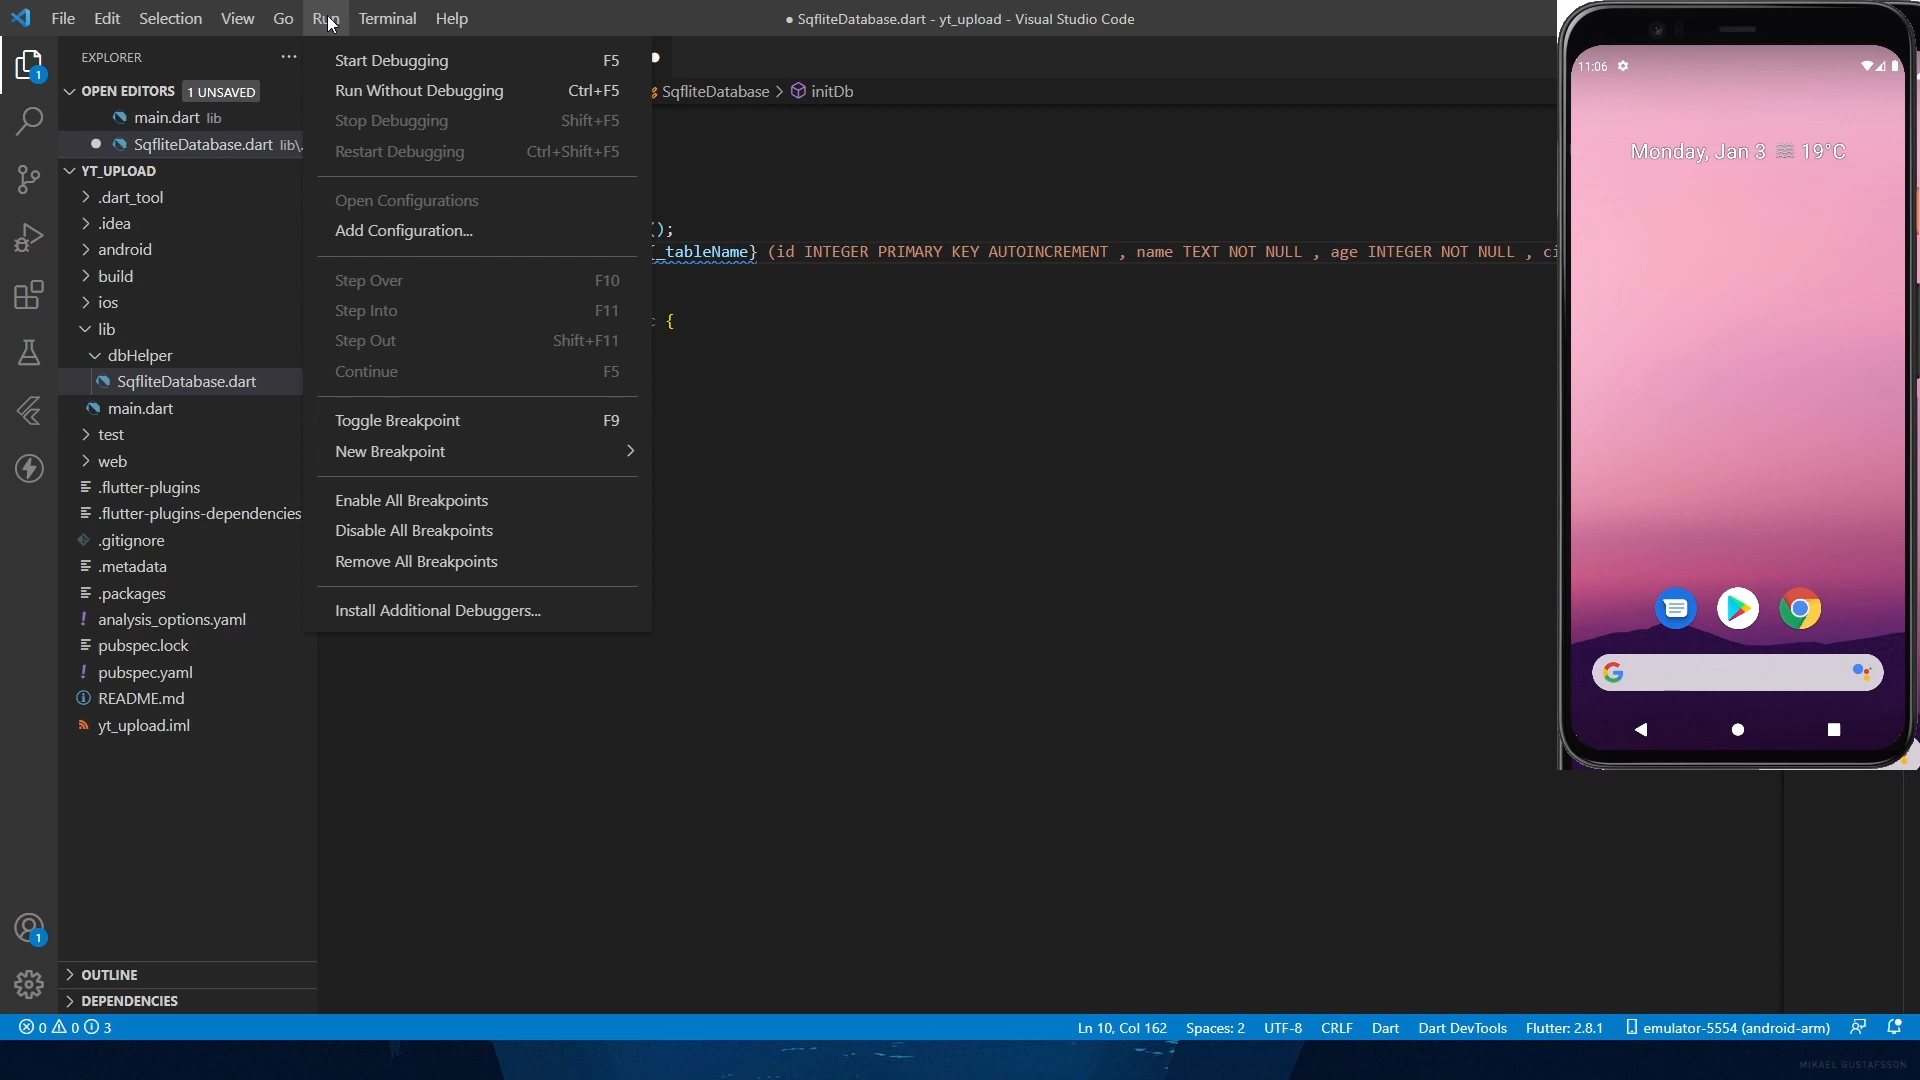 File Edit Selection View Go Run Terminal Help
● SqfliteDatabase.dart - yt_upload - Visual Studio Code
EXPLORER
OPEN EDITORS 1 UNSAVED
main.dart lib
SqfliteDatabase.dart lib\.
YT_UPLOAD
.dart_tool
.idea
android
build
ios
lib
dbHelper
SqfliteDatabase.dart
main.dart
test
web
.flutter-plugins
.flutter-plugins-dependencies
.gitignore
.metadata
.packages
analysis_options.yaml
pubspec.lock
pubspec.yaml
README.md
yt_upload.iml
OUTLINE
DEPENDENCIES
1
1
Start Debugging F5
Run Without Debugging Ctrl+F5
Stop Debugging Shift+F5
Restart Debugging Ctrl+Shift+F5
Open Configurations
Add Configuration...
Step Over F10
Step Into F11
Step Out Shift+F11
Continue F5
Toggle Breakpoint F9
New Breakpoint
Enable All Breakpoints
Disable All Breakpoints
Remove All Breakpoints
Install Additional Debuggers...
SqfliteDatabase > initDb
();
{_tableName} (id INTEGER PRIMARY KEY AUTOINCREMENT , name TEXT NOT NULL , age INTEGER NOT NULL , ci
c {
11:06
Monday, Jan 3 19°C
0 0 3
Ln 10, Col 162 Spaces: 2 UTF-8 CRLF Dart Dart DevTools Flutter: 2.8.1 emulator-5554 (android-arm)
MIKAEL GUSTAFSSON